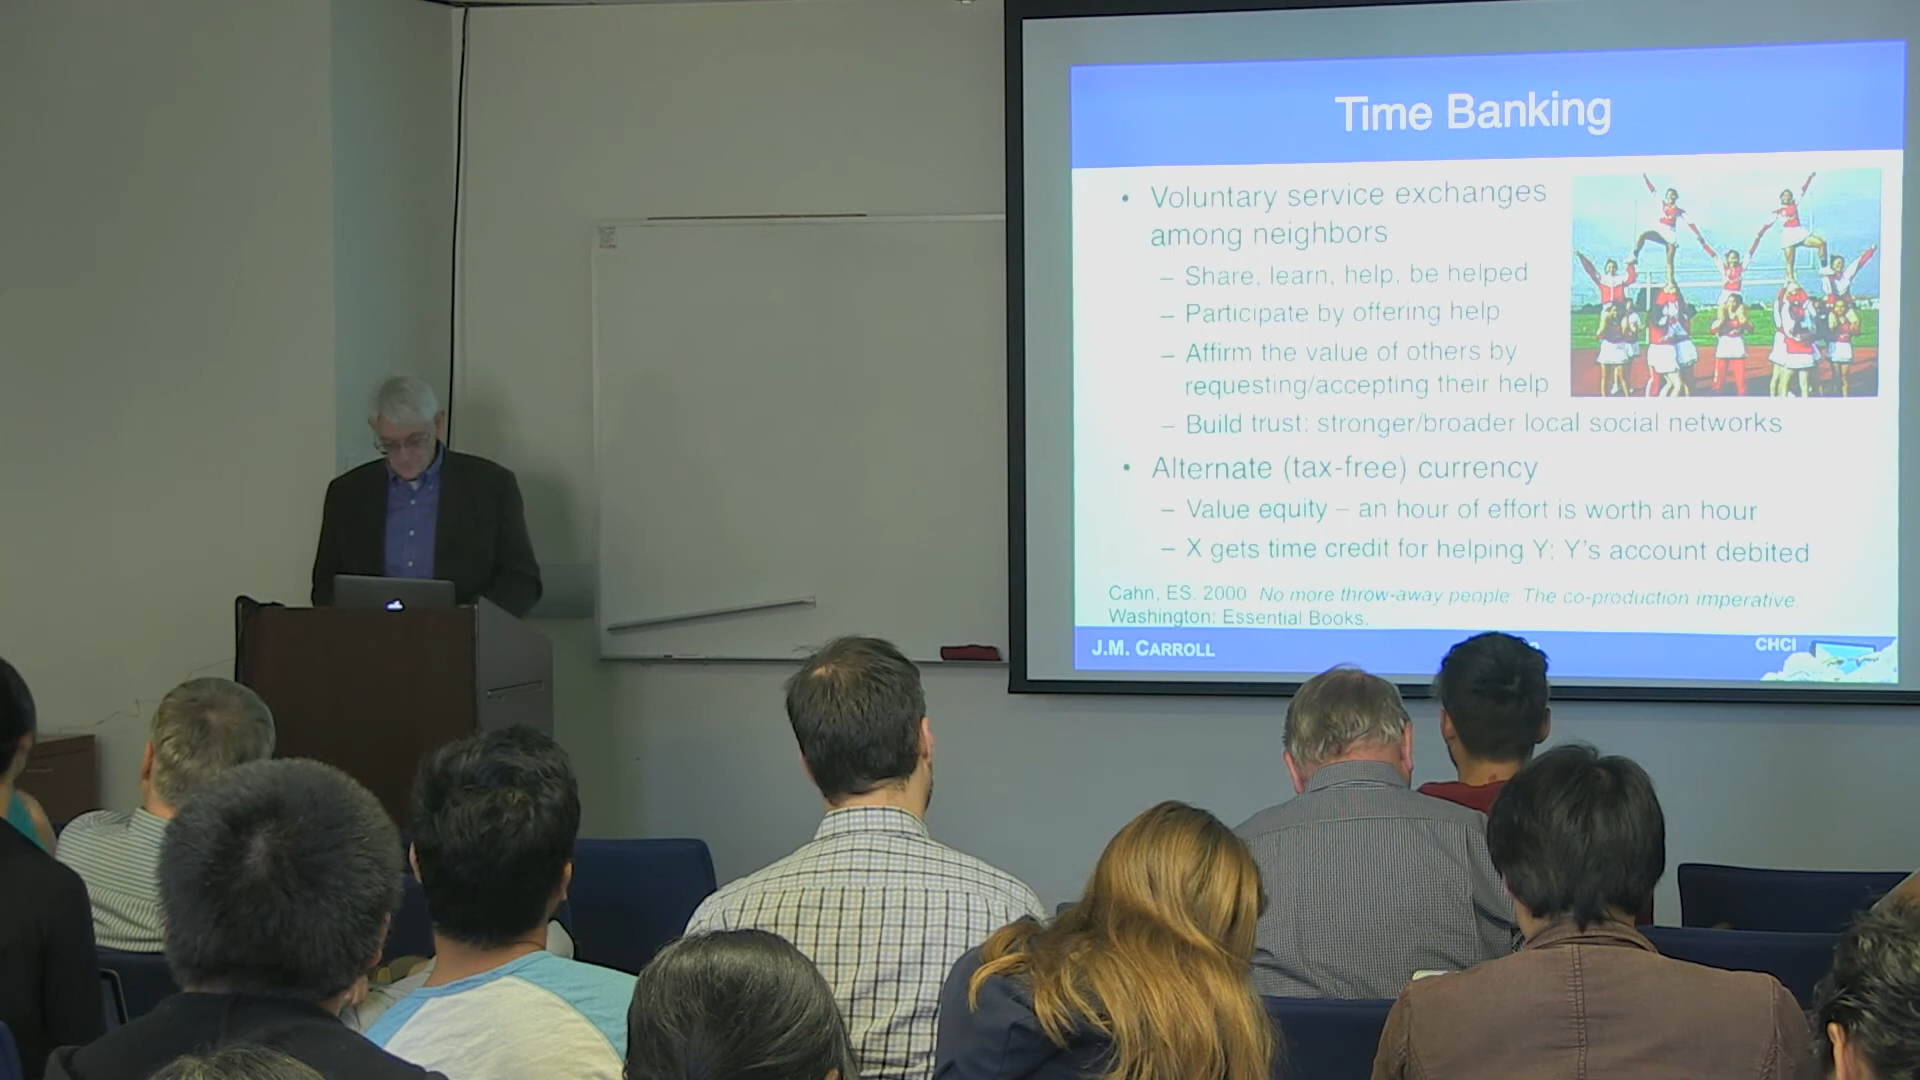 Time Banking
• Voluntary service exchanges
among neighbors
– Share, learn, help, be helped
– Participate by offering help
– Affirm the value of others by
requesting/accepting their help
– Build trust: stronger/broader local social networks
• Alternate (tax-free) currency
– Value equity – an hour of effort is worth an hour
– X gets time credit for helping Y; Y's account debited
Cahn, ES. 2000 No more throw-away people: The co-production imperative.
Washington: Essential Books.
J.M. CARROLL
CHCI